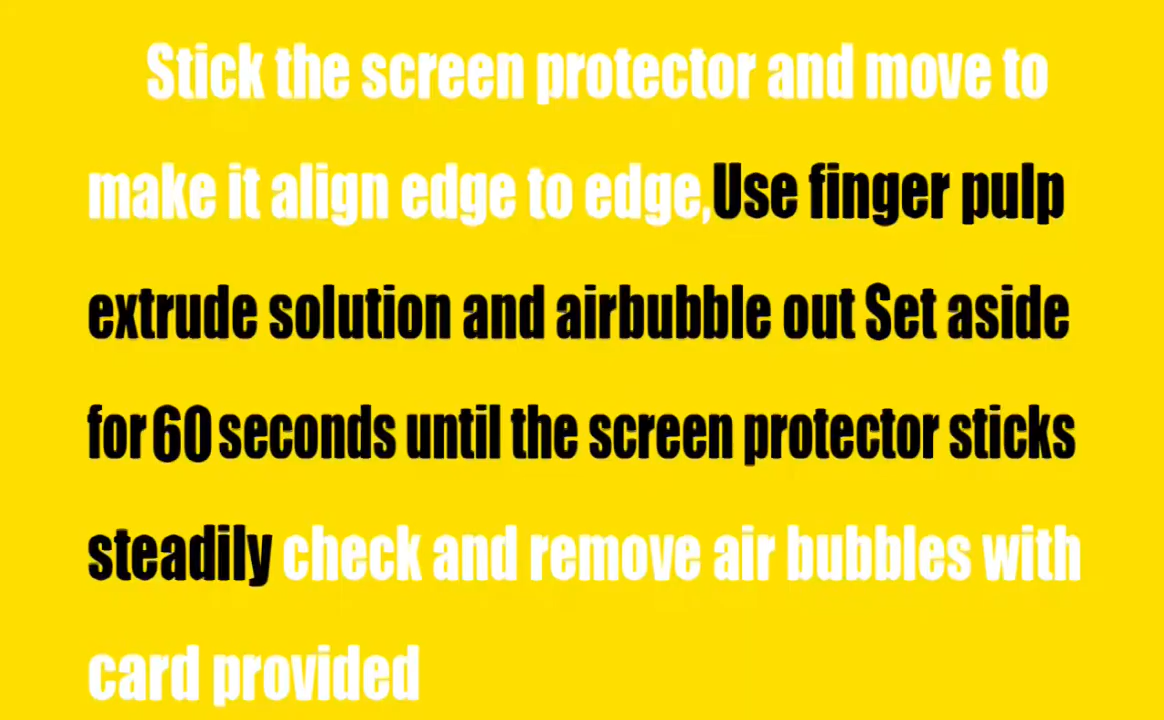 Stick the screen protector and move to
make it align edge to edge,Use finger pulp
extrude solution and airbubble out Set aside
for 60 seconds until the screen protector sticks
steadily check and remove air bubbles with
card provided